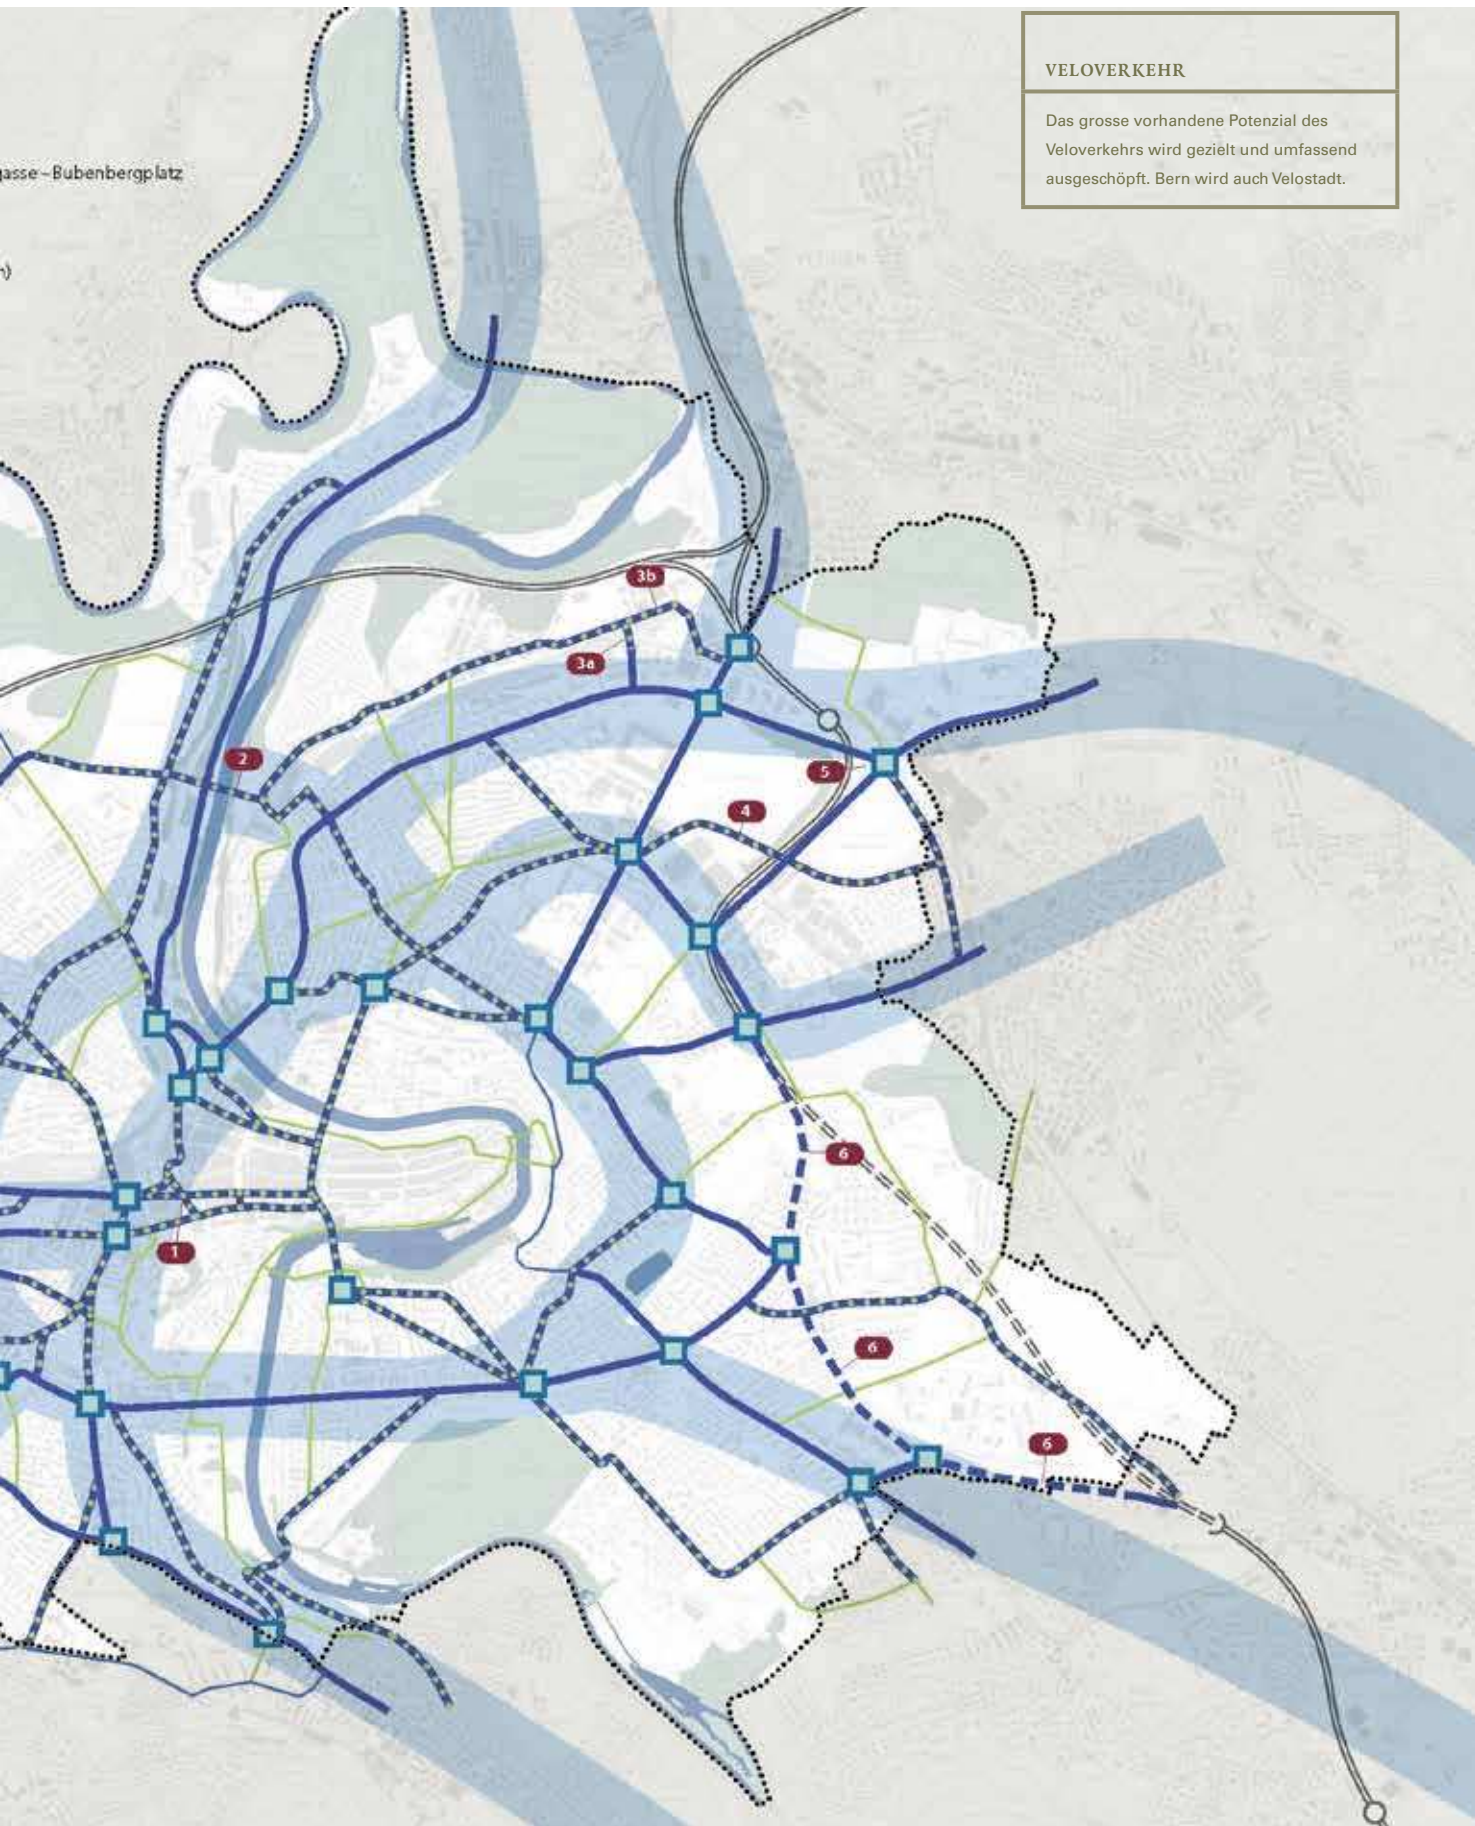 VELOVERKEHR
Das grosse vorhandene Potenzial des
Veloverkehrs wird gezielt und umfassend
ausgeschöpft. Bern wird auch Velostadt.
gasse–Bubenbergplatz
n)
3b
3a
2
5
4
6
1
6
6